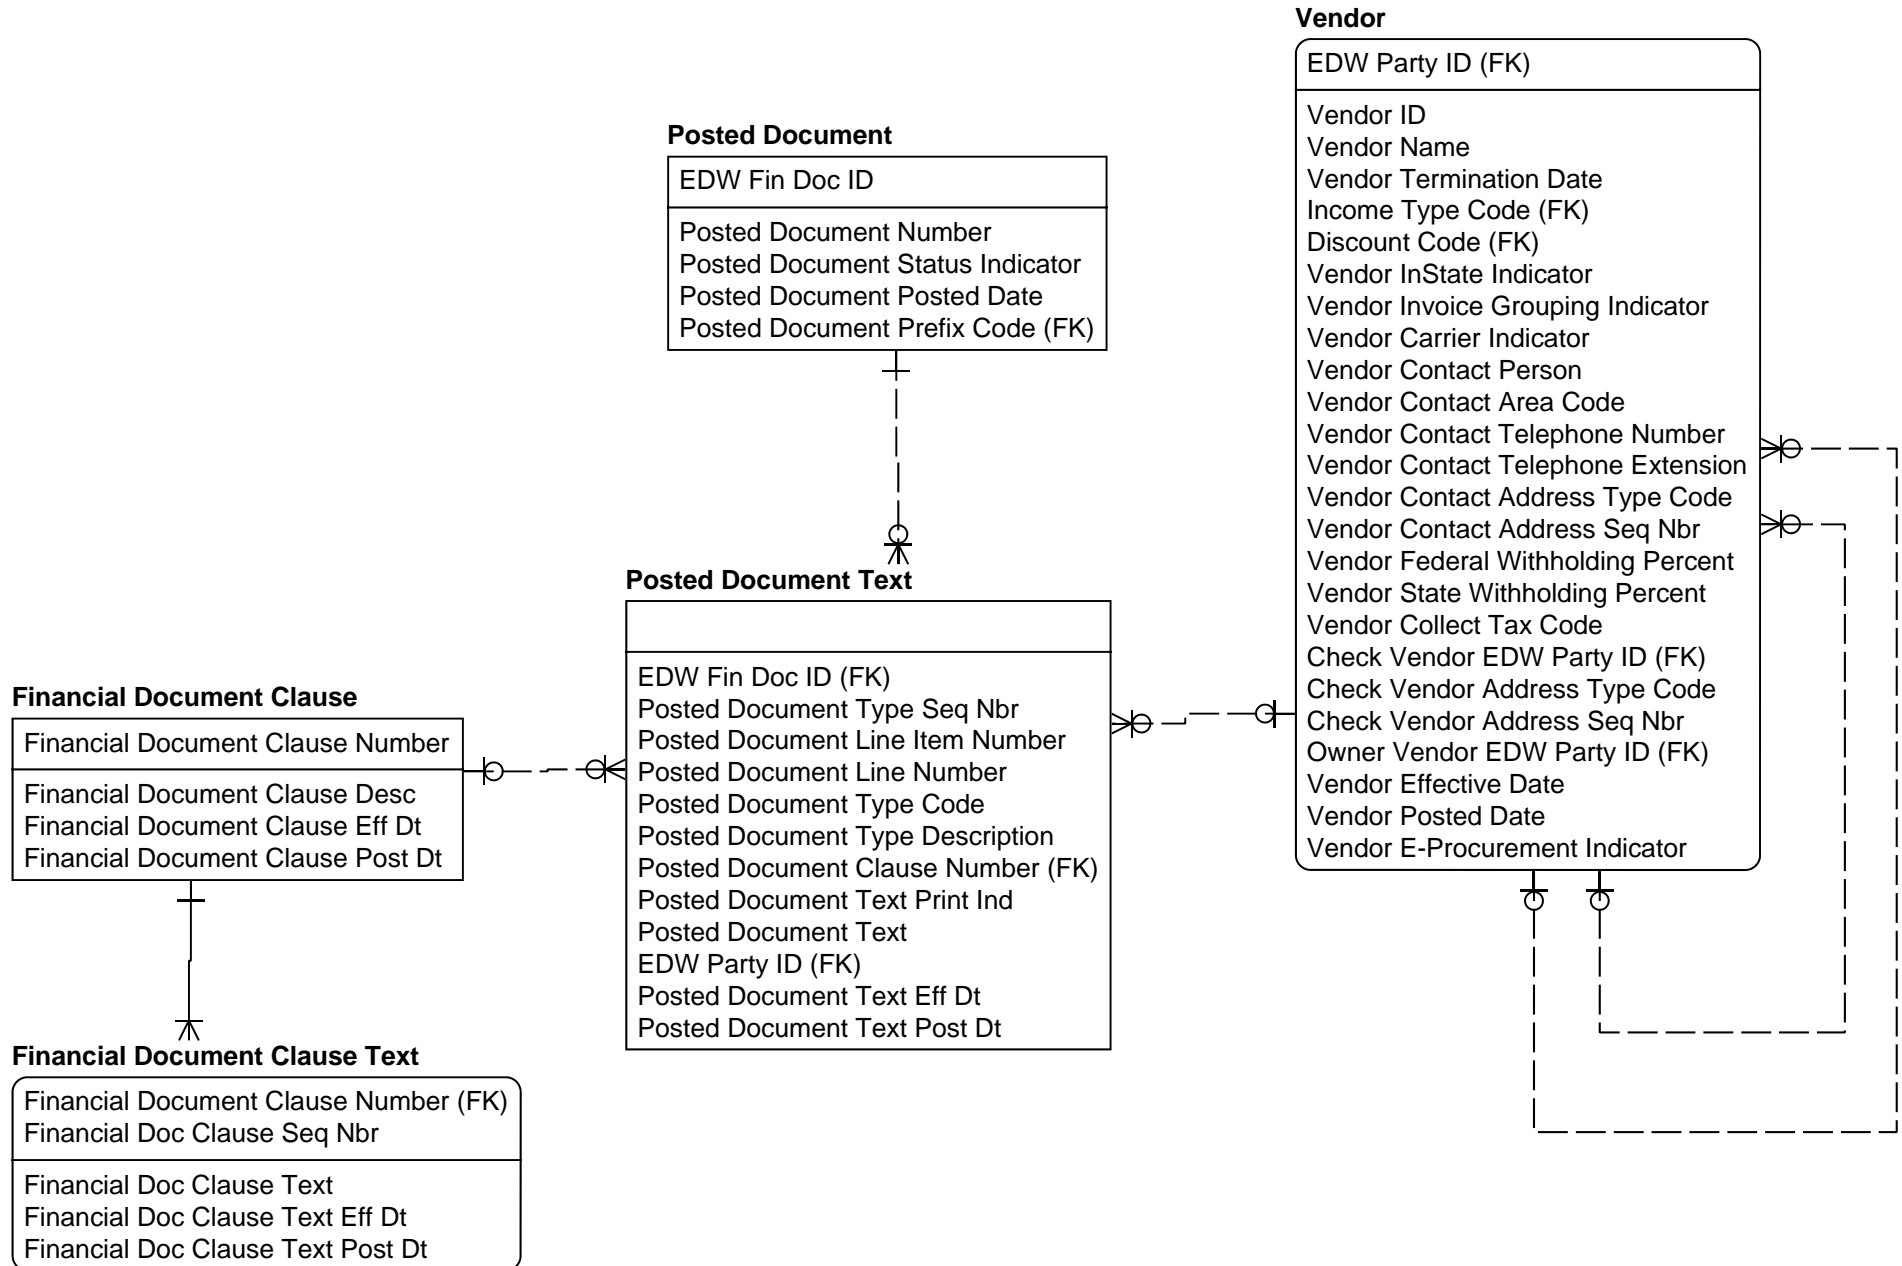 Vendor
EDW Party ID (FK)
Vendor ID
Vendor Name
Vendor Termination Date
Income Type Code (FK)
Discount Code (FK)
Vendor InState Indicator
Vendor Invoice Grouping Indicator
Vendor Carrier Indicator
Vendor Contact Person
Vendor Contact Area Code
Vendor Contact Telephone Number
Vendor Contact Telephone Extension
Vendor Contact Address Type Code
Vendor Contact Address Seq Nbr
Vendor Federal Withholding Percent
Vendor State Withholding Percent
Vendor Collect Tax Code
Check Vendor EDW Party ID (FK)
Check Vendor Address Type Code
Check Vendor Address Seq Nbr
Owner Vendor EDW Party ID (FK)
Vendor Effective Date
Vendor Posted Date
Vendor E-Procurement Indicator
Posted Document
EDW Fin Doc ID
Posted Document Number
Posted Document Status Indicator
Posted Document Posted Date
Posted Document Prefix Code (FK)
Posted Document Text
EDW Fin Doc ID (FK)
Posted Document Type Seq Nbr
Posted Document Line Item Number
Posted Document Line Number
Posted Document Type Code
Posted Document Type Description
Posted Document Clause Number (FK)
Posted Document Text Print Ind
Posted Document Text
EDW Party ID (FK)
Posted Document Text Eff Dt
Posted Document Text Post Dt
Financial Document Clause
Financial Document Clause Number
Financial Document Clause Desc
Financial Document Clause Eff Dt
Financial Document Clause Post Dt
Financial Document Clause Text
Financial Document Clause Number (FK)
Financial Doc Clause Seq Nbr
Financial Doc Clause Text
Financial Doc Clause Text Eff Dt
Financial Doc Clause Text Post Dt